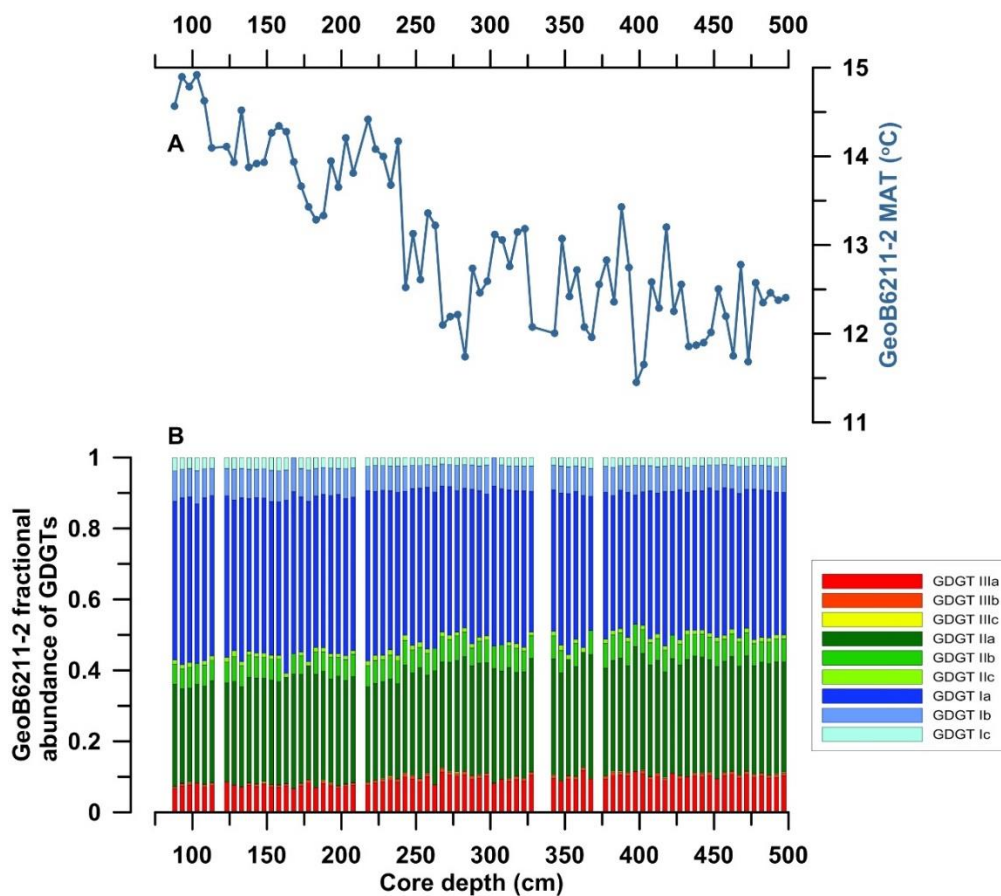 100 150 200 250 300 350 400 450 500
A
15
14
13
12
11
GeoB6211-2 MAT (°C)
B
1
0.8
0.6
0.4
0.2
0
GeoB6211-2 fractional
abundance of GDGTs
GDGT IIIa
GDGT IIIb
GDGT IIIc
GDGT IIa
GDGT IIb
GDGT IIc
GDGT Ia
GDGT Ib
GDGT Ic
100 150 200 250 300 350 400 450 500
Core depth (cm)